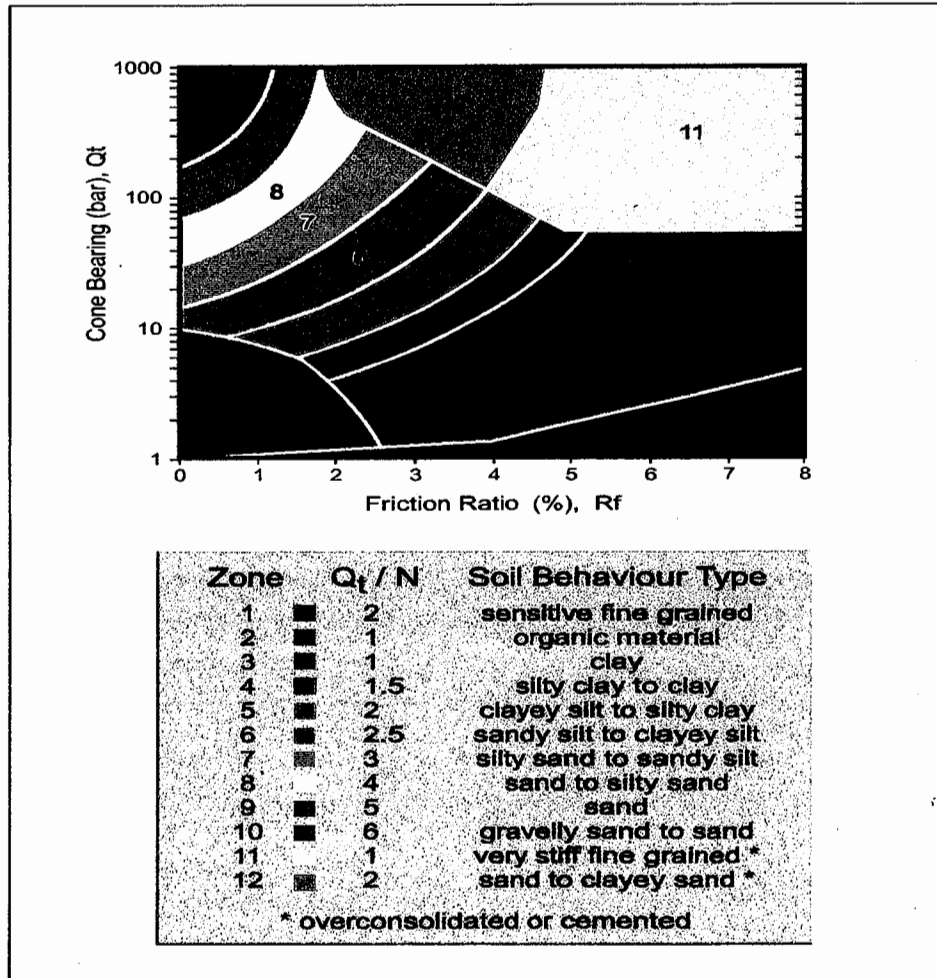 1000
100
10
1
Cone Bearing (bar), Qt
11
8
7
0 1 2 3 4 5 6 7 8
Friction Ratio (%), Rf
Zone Qt / N Soil Behaviour Type
1 2 sensitive fine grained
2 1 organic material
3 1 clay
4 1.5 silty clay to clay
5 2 clayey silt to silty clay
6 2.5 sandy silt to clayey silt
7 3 silty sand to sandy silt
8 4 sand to silty sand
9 5 sand
10 6 gravelly sand to sand
11 1 very stiff fine grained *
12 2 sand to clayey sand *
* overconsolidated or cemented